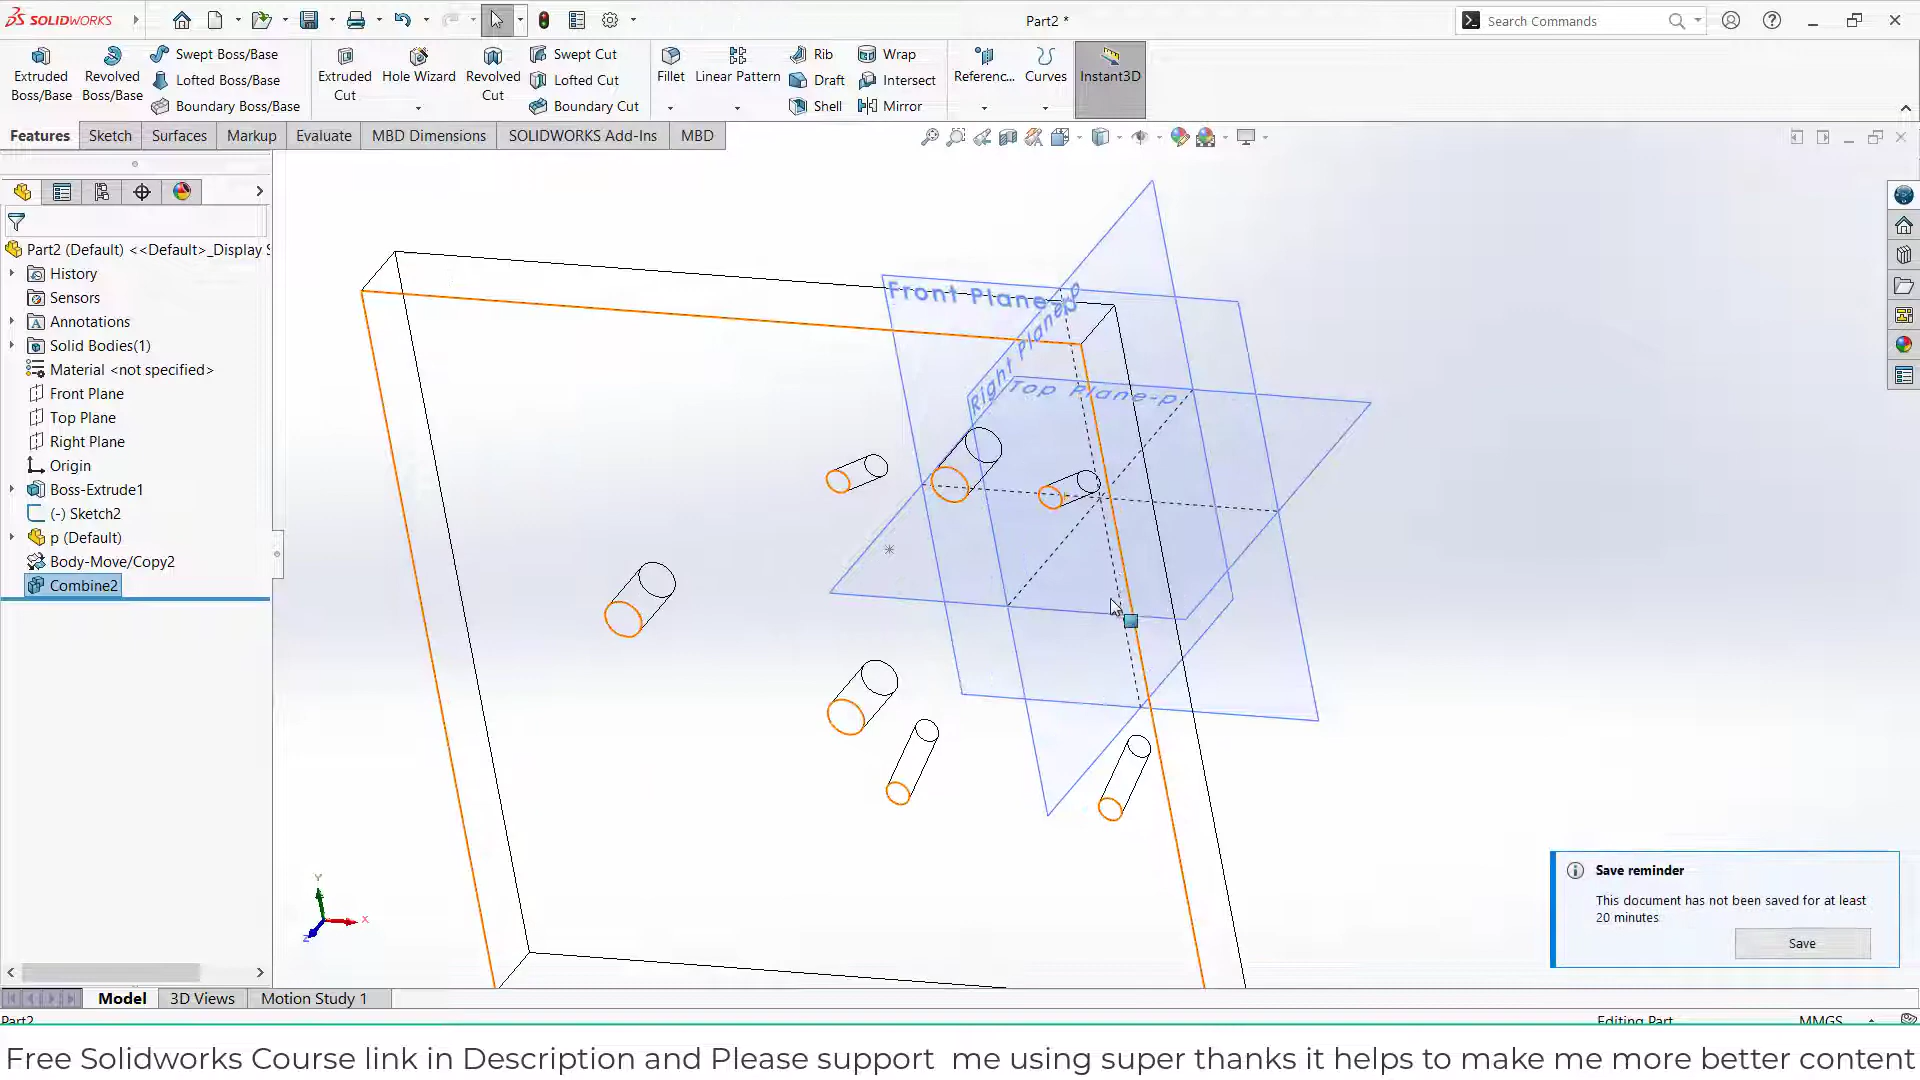 SOLIDWORKS
Part2 *
Search Commands
Extruded Boss/Base
Revolved Boss/Base
Swept Boss/Base
Lofted Boss/Base
Boundary Boss/Base
Extruded Cut
Hole Wizard
Revolved Cut
Swept Cut
Lofted Cut
Boundary Cut
Fillet
Linear Pattern
Rib
Draft
Shell
Wrap
Intersect
Mirror
Referenc...
Curves
Instant3D
Features
Sketch
Surfaces
Markup
Evaluate
MBD Dimensions
SOLIDWORKS Add-Ins
MBD
Part2 (Default) <<Default>_Display S
History
Sensors
Annotations
Solid Bodies(1)
Material <not specified>
Front Plane
Top Plane
Right Plane
Origin
Boss-Extrude1
(-) Sketch2
p (Default)
Body-Move/Copy2
Combine2
Front Plane-p
Right Plane-p
Top Plane-p
Y
X
Z
Save reminder
This document has not been saved for at least
20 minutes
Save
Model
3D Views
Motion Study 1
Part2
Editing Part
MMGS
Free Solidworks Course link in Description and Please support me using super thanks it helps to make me more better content